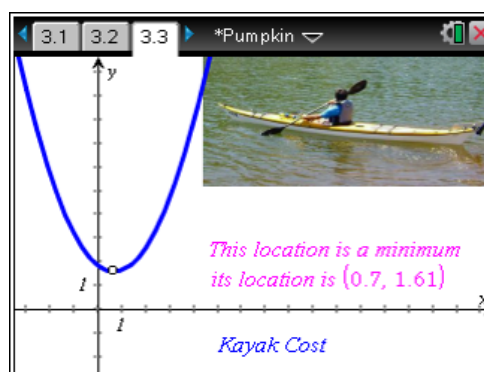 3.1 3.2 3.3 *Pumpkin
y
This location is a minimum
its location is (0.7, 1.61)
1
x
1
Kayak Cost